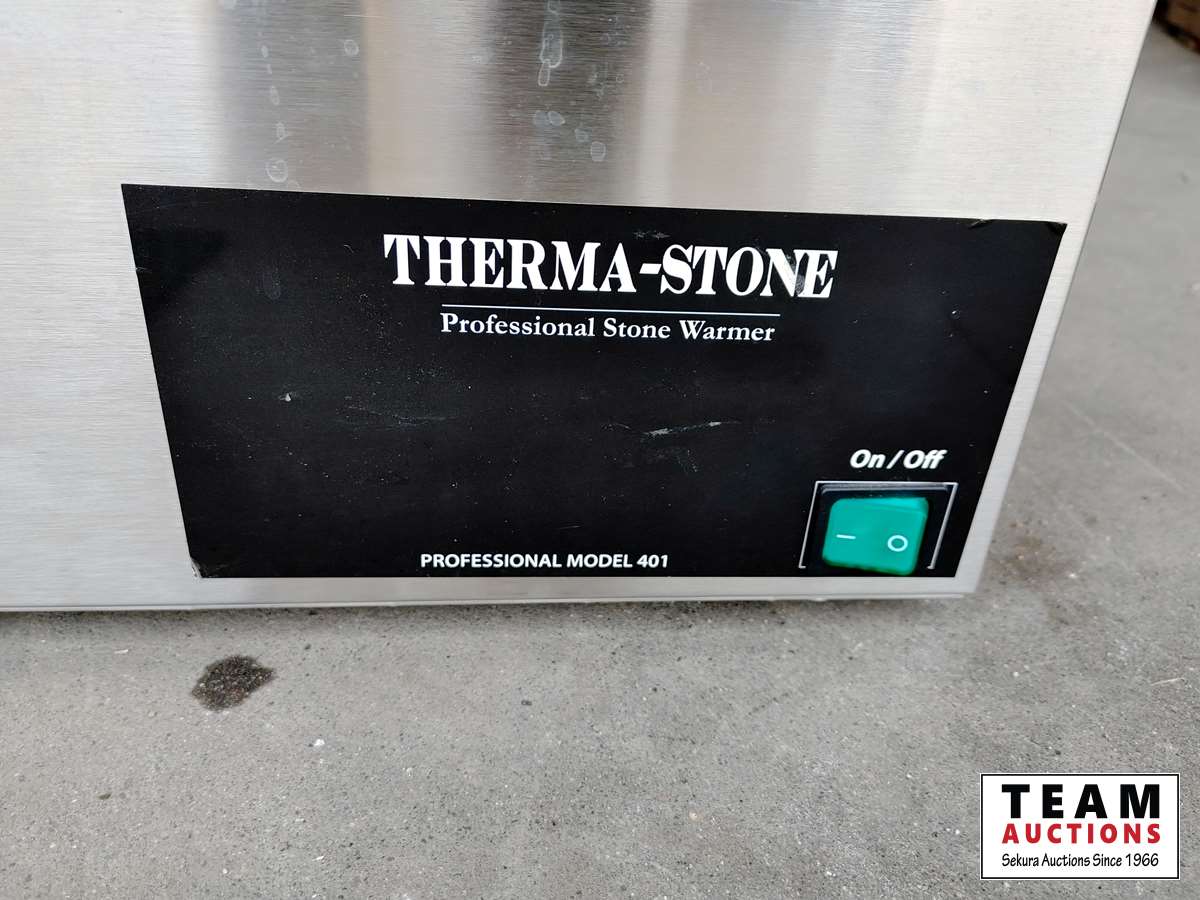 THERMA-STONE
Professional Stone Warmer
On / Off
I O
PROFESSIONAL MODEL 401
TEAM
AUCTIONS
Sekura Auctions Since 1966